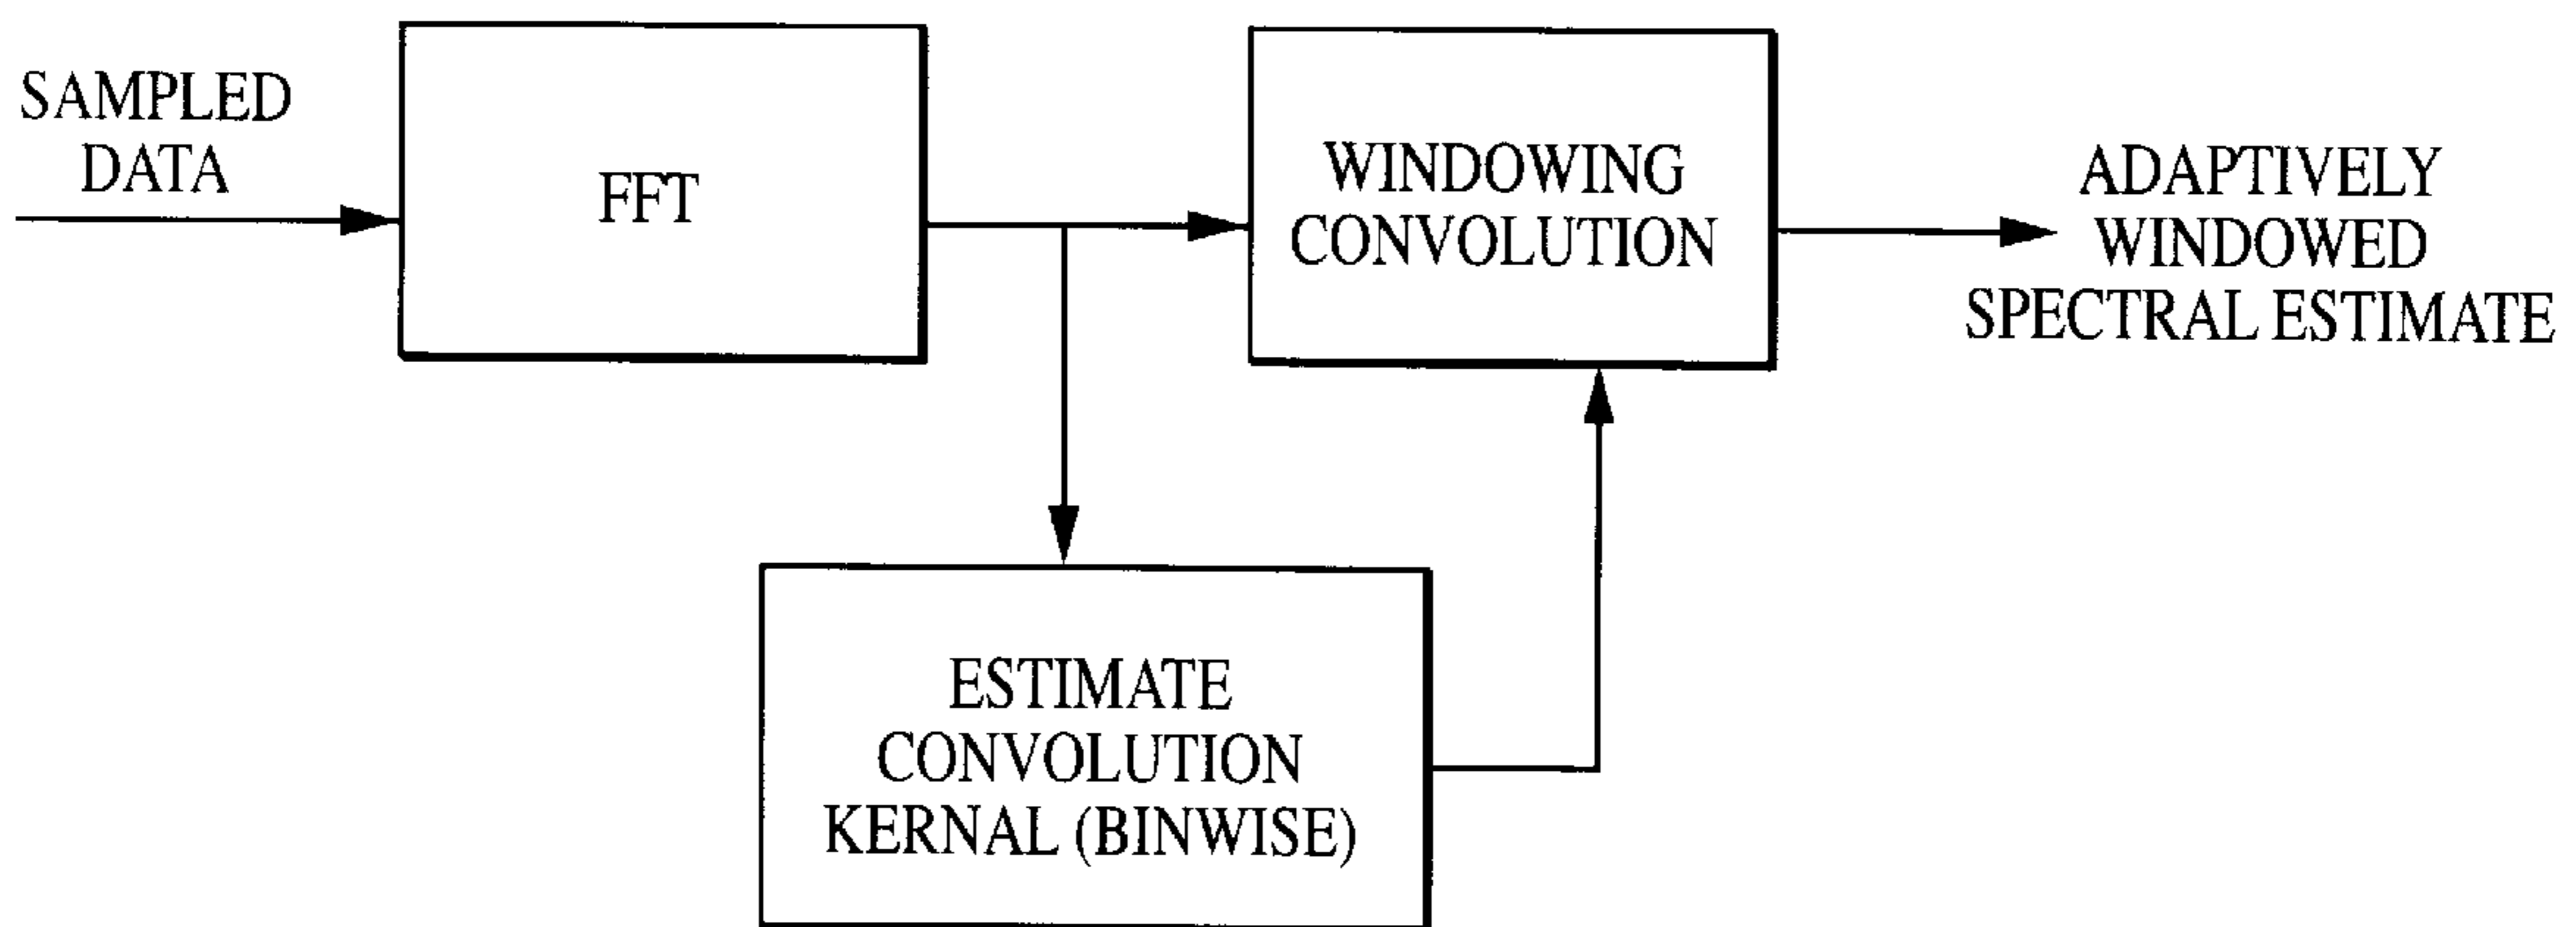 SAMPLED
DATA
FFT
WINDOWING
CONVOLUTION
ADAPTIVELY
WINDOWED
SPECTRAL ESTIMATE
ESTIMATE
CONVOLUTION
KERNAL (BINWISE)